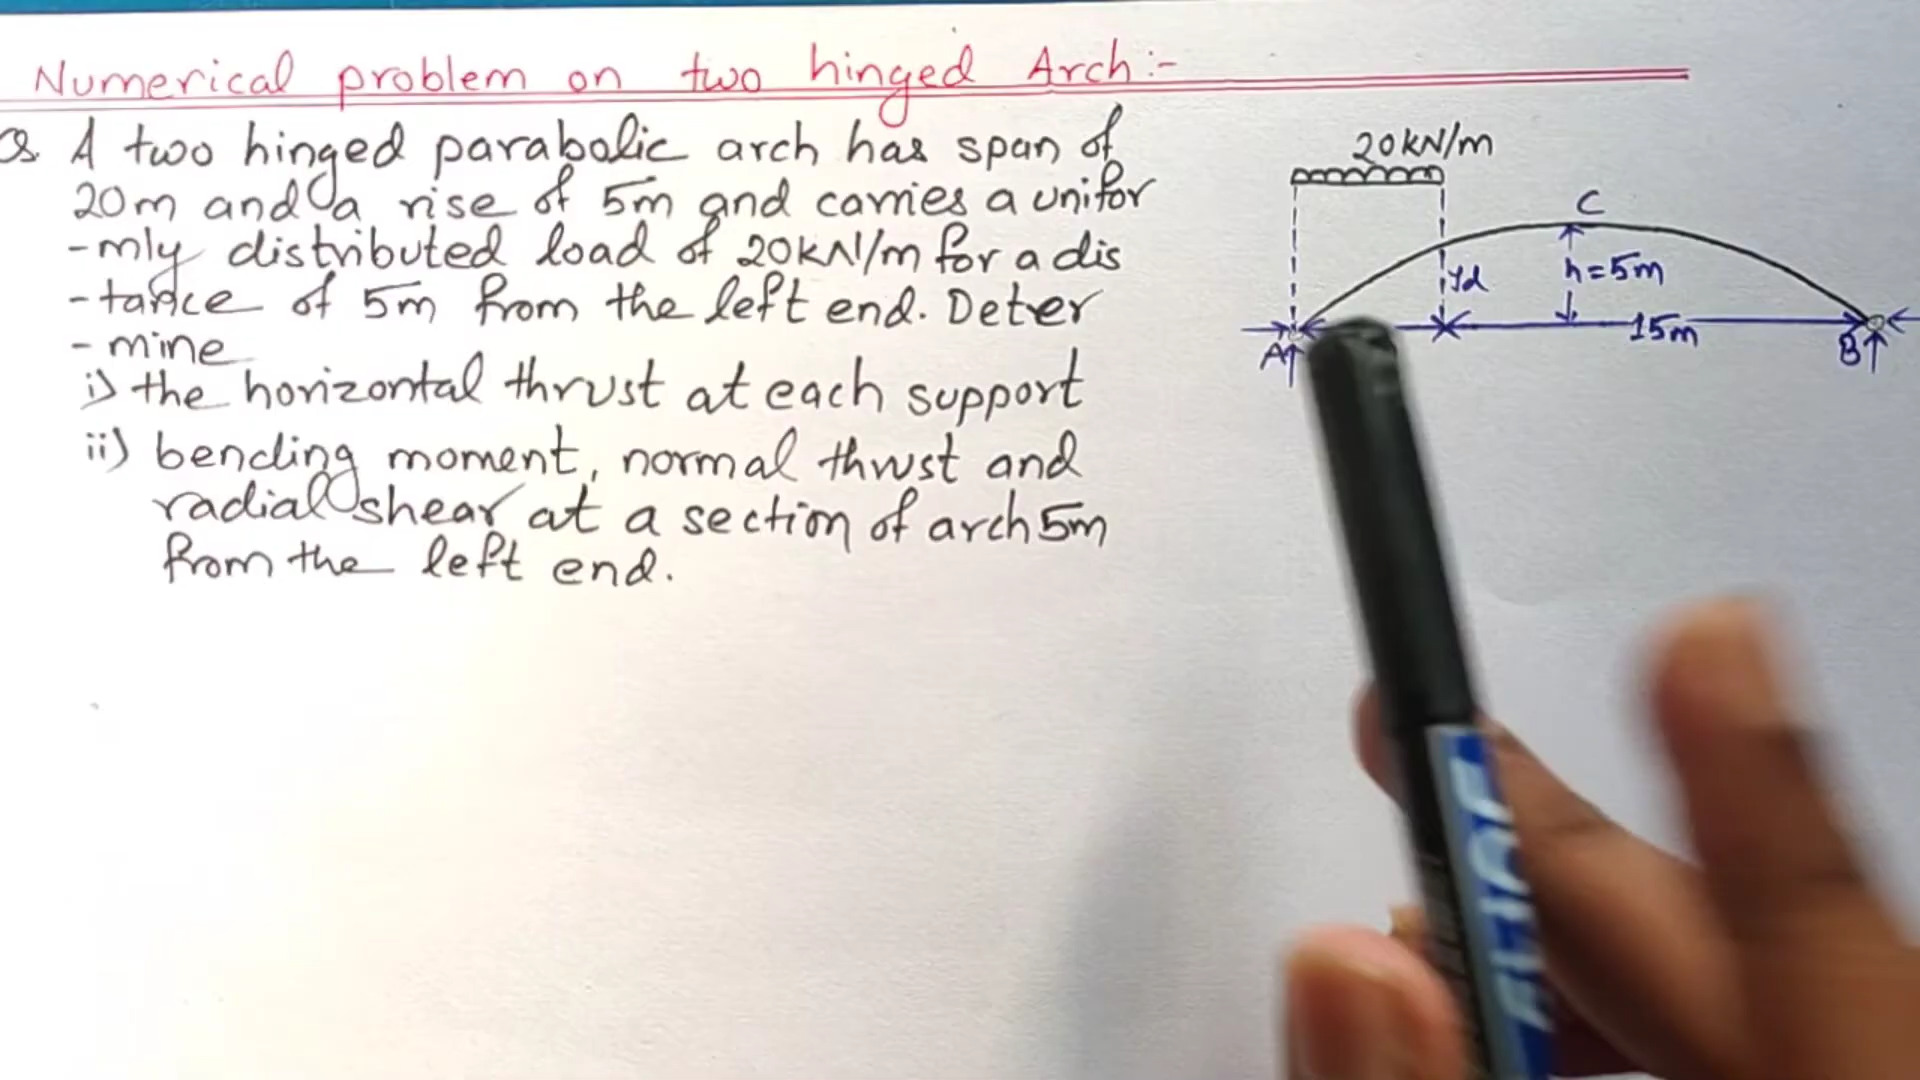 Numerical problem on two hinged Arch:-
Q. A two hinged parabolic arch has span of
20m and a rise of 5m and carries a unifor
-mly distributed load of 20kN/m for a dis
-tance of 5m from the left end. Deter
-mine
i) the horizontal thrust at each support
ii) bending moment, normal thrust and
radial shear at a section of arch 5m
from the left end.
20kN/m
C
yd
h=5m
15m
A
B